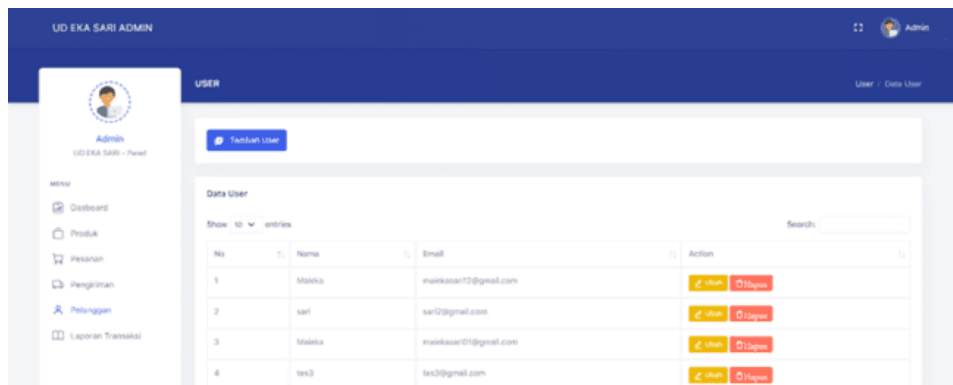 UD EKA SARI ADMIN
Admin
USER
User / Data User
Admin
UD EKA SARI - Panel
Tambah User
MENU
Dasboard
Produk
Pesanan
Pengiriman
Pelanggan
Laporan Transaksi
Data User
Show 10 entries
Search:
No Nama Email Action
1 Maleka mainkasari12@gmail.com Ubah Hapus
2 sari sari2@gmail.com Ubah Hapus
3 Maleka mainkasari01@gmail.com Ubah Hapus
4 tes3 tes3@gmail.com Ubah Hapus